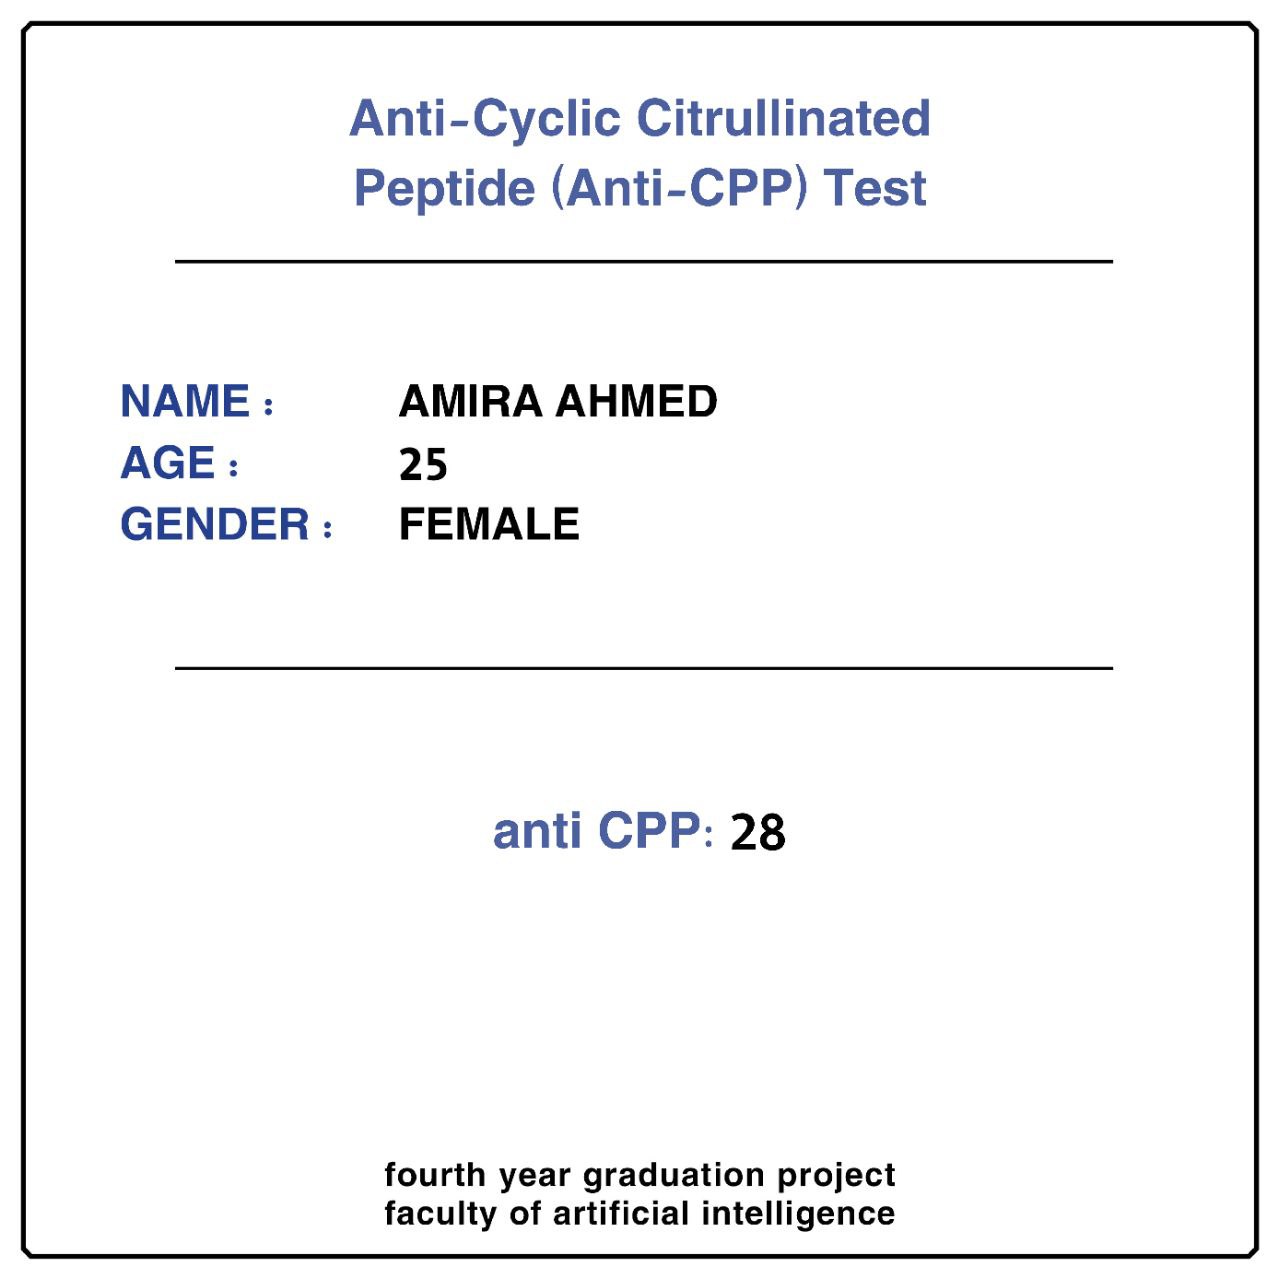 Anti-Cyclic Citrullinated
Peptide (Anti-CPP) Test
NAME : AMIRA AHMED
AGE : 25
GENDER : FEMALE
anti CPP: 28
fourth year graduation project
faculty of artificial intelligence